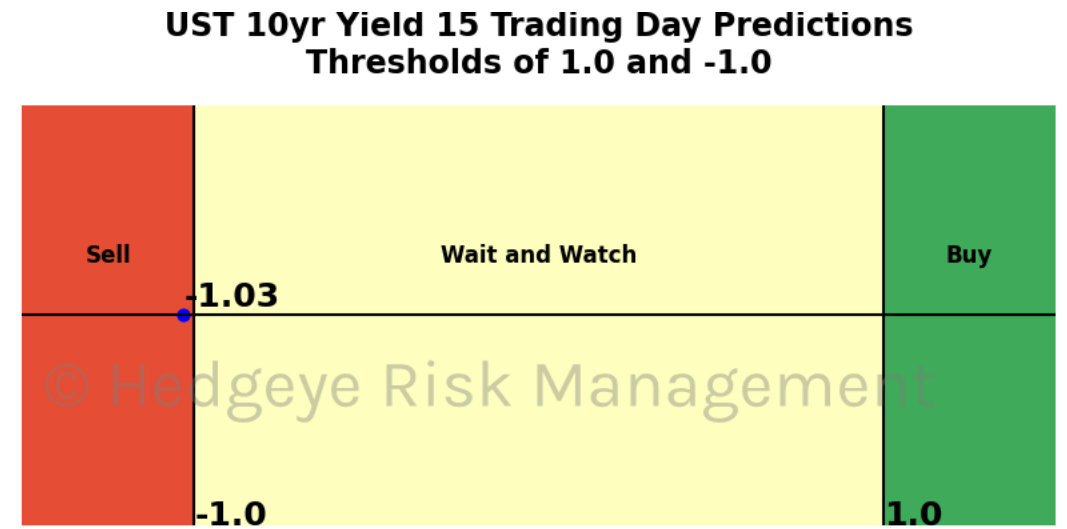 UST 10yr Yield 15 Trading Day Predictions
Thresholds of 1.0 and -1.0
Sell
Wait and Watch
Buy
-1.03
© Hedgeye Risk Management
-1.0
1.0